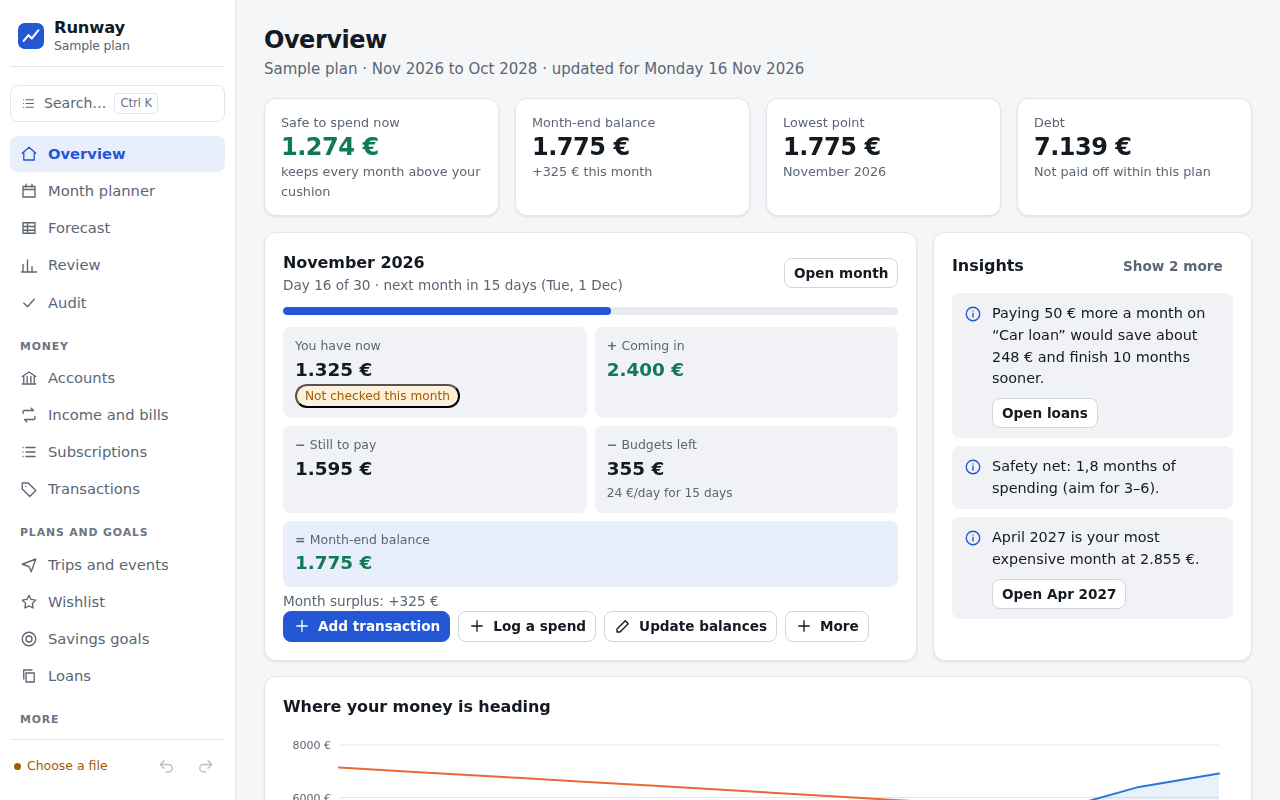 Runway
Sample plan
Search…
Ctrl K
Overview
Month planner
Forecast
Review
Audit
MONEY
Accounts
Income and bills
Subscriptions
Transactions
PLANS AND GOALS
Trips and events
Wishlist
Savings goals
Loans
MORE
Choose a file
Overview
Sample plan · Nov 2026 to Oct 2028 · updated for Monday 16 Nov 2026
Safe to spend now
1.274 €
keeps every month above your
cushion
Month-end balance
1.775 €
+325 € this month
Lowest point
1.775 €
November 2026
Debt
7.139 €
Not paid off within this plan
November 2026
Day 16 of 30 · next month in 15 days (Tue, 1 Dec)
Open month
You have now
1.325 €
Not checked this month
+ Coming in
2.400 €
− Still to pay
1.595 €
− Budgets left
355 €
24 €/day for 15 days
= Month-end balance
1.775 €
Month surplus: +325 €
Add transaction
Log a spend
Update balances
More
Insights
Show 2 more
Paying 50 € more a month on
“Car loan” would save about
248 € and finish 10 months
sooner.
Open loans
Safety net: 1,8 months of
spending (aim for 3–6).
April 2027 is your most
expensive month at 2.855 €.
Open Apr 2027
Where your money is heading
8000 €
6000 €